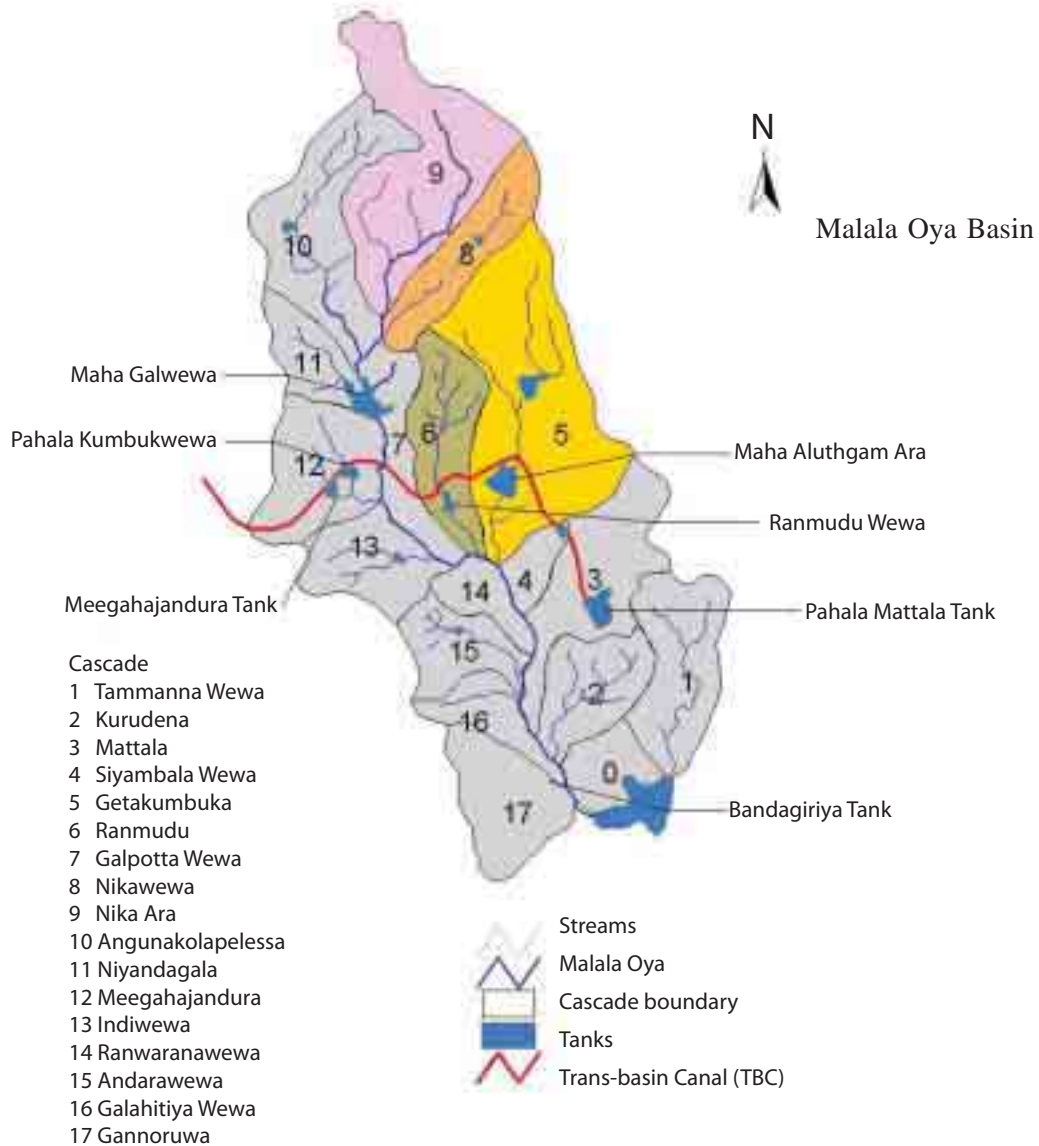 N
Malala Oya Basin
9
8
10
11
Maha Galwewa
7
6
5
Pahala Kumbukwewa
12
Maha Aluthgam Ara
Ranmudu Wewa
13
14
4
3
Meegahajandura Tank
Pahala Mattala Tank
15
2
1
16
0
17
Bandagiriya Tank
Cascade
1 Tammanna Wewa
2 Kurudena
3 Mattala
4 Siyambala Wewa
5 Getakumbuka
6 Ranmudu
7 Galpotta Wewa
8 Nikawewa
9 Nika Ara
10 Angunakolapelessa
11 Niyandagala
12 Meegahajandura
13 Indiwewa
14 Ranwaranawewa
15 Andarawewa
16 Galahitiya Wewa
17 Gannoruwa
Streams
Malala Oya
Cascade boundary
Tanks
Trans-basin Canal (TBC)